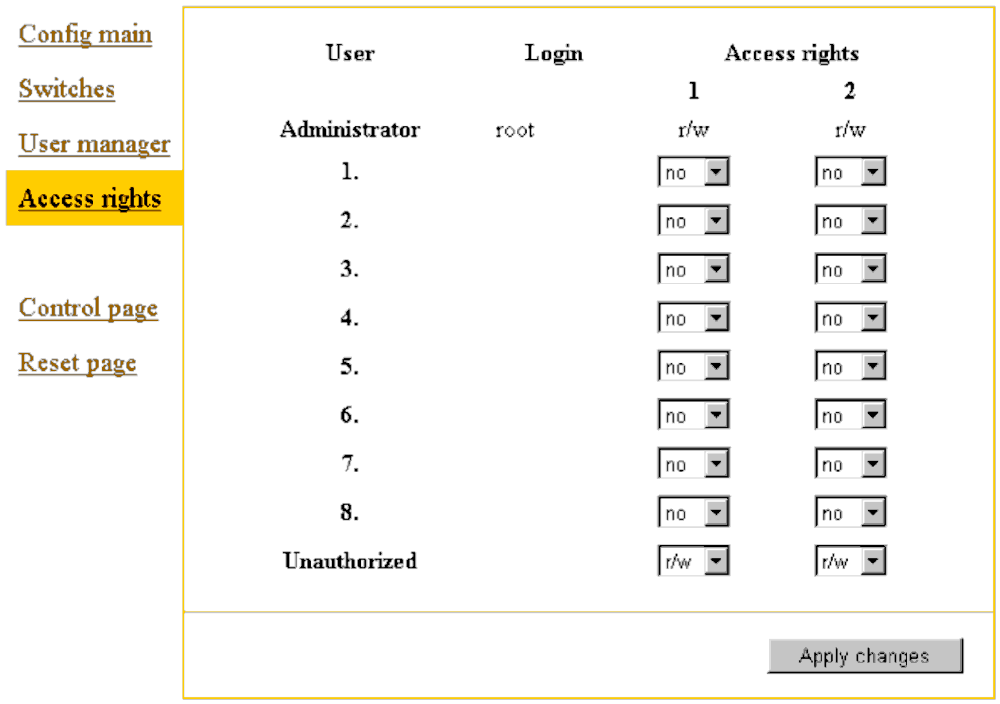 Config main
Switches
User manager
Access rights
Control page
Reset page
User Login Access rights
1 2
Administrator root r/w r/w
1. no no
2. no no
3. no no
4. no no
5. no no
6. no no
7. no no
8. no no
Unauthorized r/w r/w
Apply changes